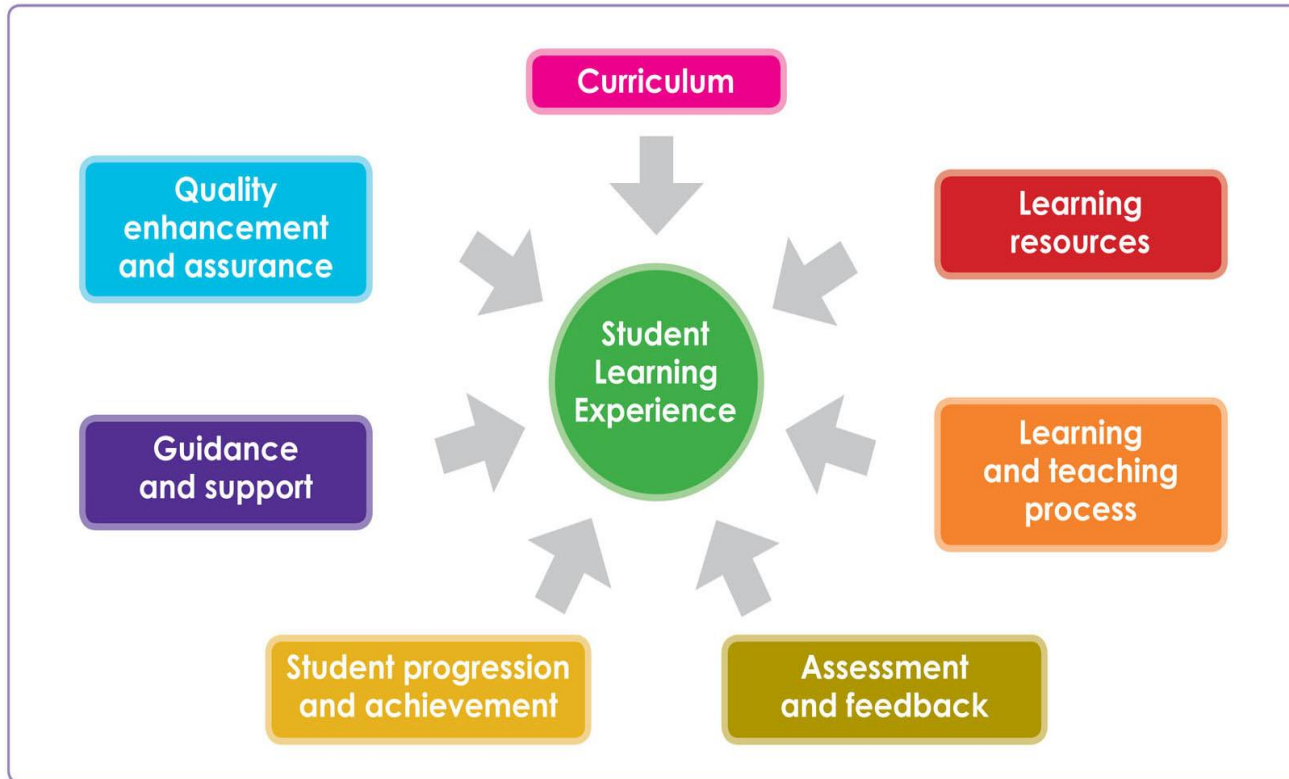 Curriculum
Quality
enhancement
and assurance
Learning
resources
Student
Learning
Experience
Guidance
and support
Learning
and teaching
process
Student progression
and achievement
Assessment
and feedback